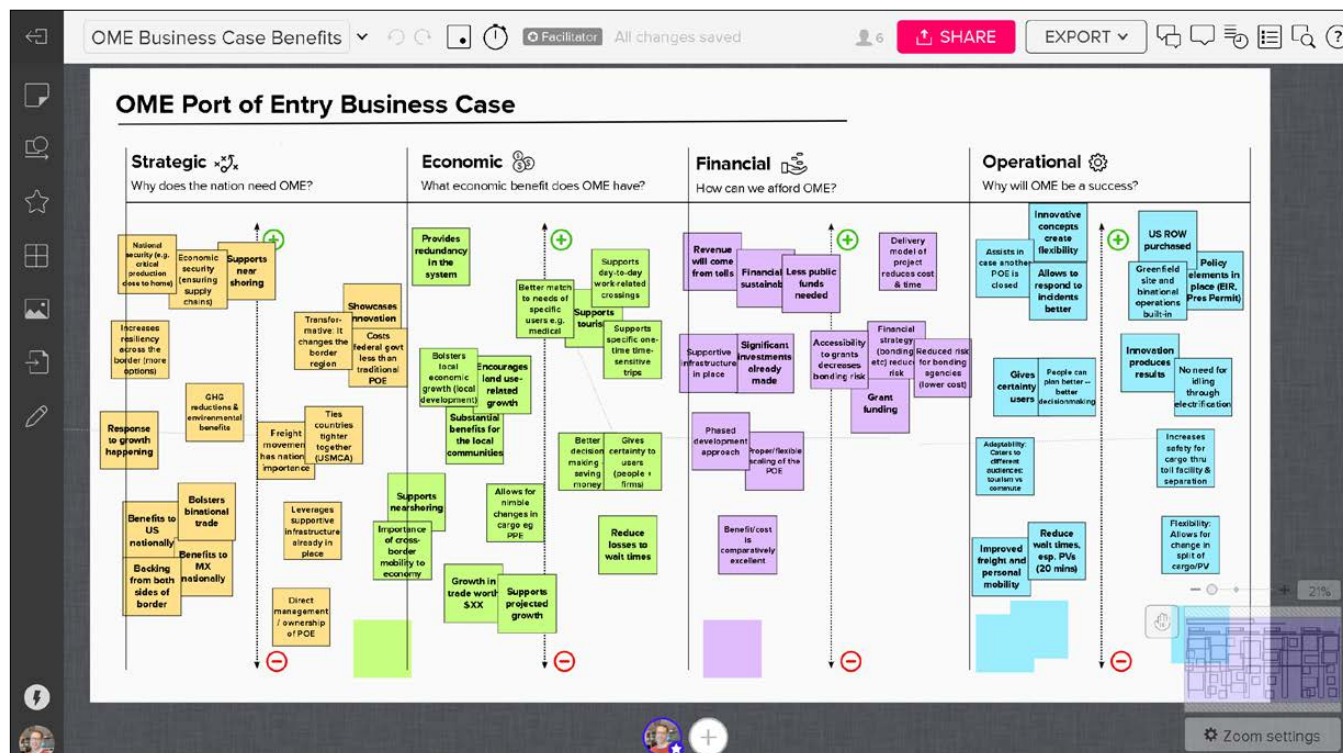 OME Business Case Benefits
Facilitator
All changes saved
6
SHARE
EXPORT
?
OME Port of Entry Business Case
Strategic
Why does the nation need OME?
National
security (e.g.
critical
production
close to home)
Economic
security
(ensuring
supply
chains)
Supports
near
shoring
Increases
resiliency
across the
border (more
options)
Transfor-
mative: it
changes the
border
region
Showcases
innovation
Costs
federal govt
less than
traditional
POE
GHG
reductions &
environmental
benefits
Response
to growth
happening
Freight
movemen
has nation
importance
Ties
countries
tighter
together
(USMCA)
Benefits to
US
nationally
Bolsters
binational
trade
Benefits to
MX
nationally
Backing
from both
sides of
border
Leverages
supportive
infrastructure
already in
place
Direct
management
/ ownership
of POE
Economic
What economic benefit does OME have?
Provides
redundancy
in the
system
Better match
to needs of
specific
users e.g.
medical
Supports
day-to-day
work-related
crossings
Supports
touris
Supports
specific one-
time time-
sensitive
trips
Bolsters
local
economic
growth (local
development)
Encourages
land use-
related
growth
Substantial
benefits for
the local
communities
Better
decision
making -
saving
money
Gives
certainty to
users
(people +
firms)
Supports
nearshoring
Importance
of cross-
border
mobility to
economy
Allows for
nimble
changes in
cargo eg
PPE
Reduce
losses to
wait times
Growth in
trade worth
$XX
Supports
projected
growth
Financial
How can we afford OME?
Revenue
will come
from tolls
Financial
sustainab
Less public
funds
needed
Delivery
model of
project
reduces cost
& time
Supportive
infrastructure
in place
Significant
investments
already
made
Accessibility
to grants
decreases
bonding risk
Financial
strategy
(bonding
etc) reduc
risk
Reduced risk
for bonding
agencies
(lower cost)
Grant
funding
Phased
development
approach
Proper/flexible
scaling of the
POE
Benefit/cost
is
comparatively
excellent
Operational
Why will OME be a success?
Innovative
concepts
create
flexibility
Assists in
case another
POE is
closed
Allows to
respond to
incidents
better
US ROW
purchased
Greenfield
site and
binational
operations
built-in
Policy
elements in
place (EIR,
Pres Permit)
Gives
certainty
users
People can
plan better --
better
decisionmaking
Innovation
produces
results
No need for
idling
through
electrification
Adaptability:
Caters to
different
audiences:
tourism vs
commute
Increases
safety for
cargo thru
toll facility &
separation
Improved
freight and
personal
mobility
Reduce
wait times,
esp. PVs
(20 mins)
Flexibility:
Allows for
change in
split of
cargo/PV
21%
Zoom settings